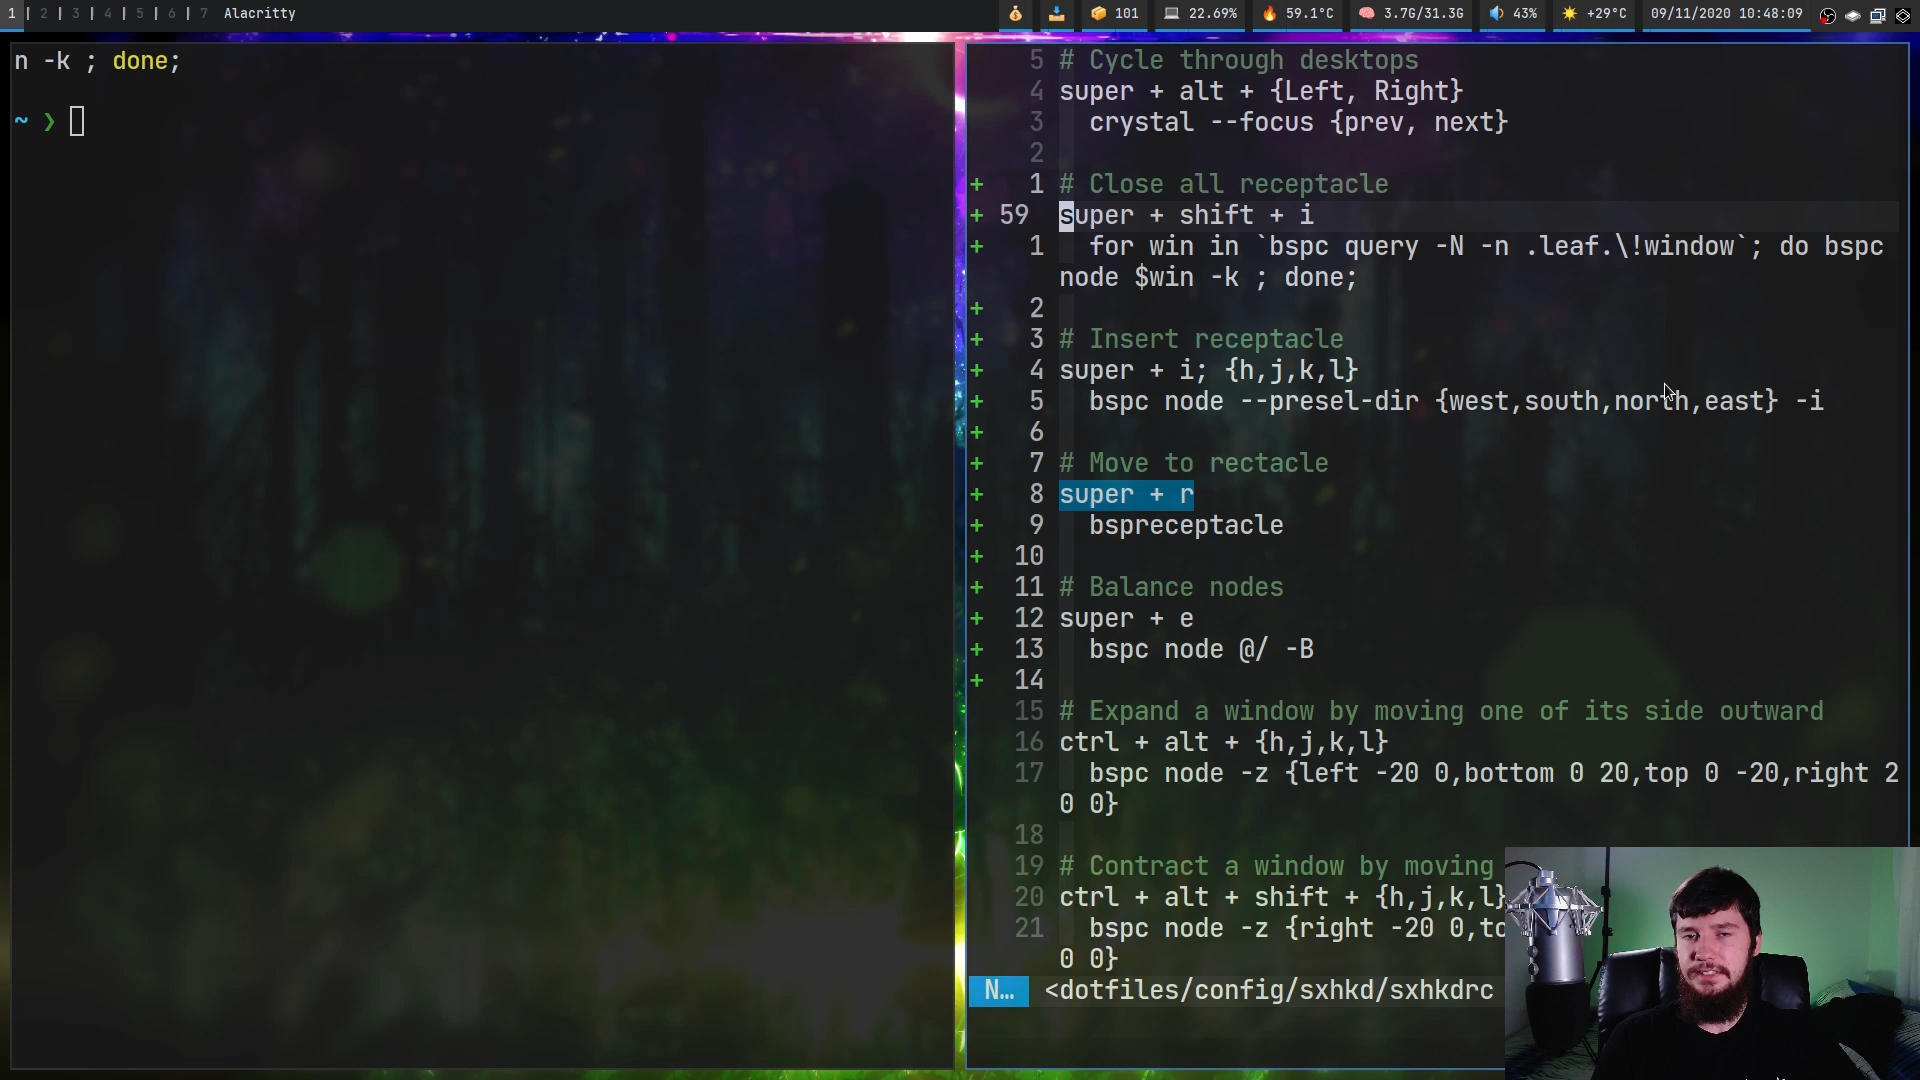 1 | 2 | 3 | 4 | 5 | 6 | 7 Alacritty
101 22.69% 59.1°C 3.7G/31.3G 43% +29°C 09/11/2020 10:48:09
n -k ; done;
~ ❯
5 # Cycle through desktops
4 super + alt + {Left, Right}
3 crystal --focus {prev, next}
2
+ 1 # Close all receptacle
+ 59 super + shift + i
+ 1 for win in `bspc query -N -n .leaf.\!window`; do bspc
node $win -k ; done;
+ 2
+ 3 # Insert receptacle
+ 4 super + i; {h,j,k,l}
+ 5 bspc node --presel-dir {west,south,north,east} -i
+ 6
+ 7 # Move to rectacle
+ 8 super + r
+ 9 bspreceptacle
+ 10
+ 11 # Balance nodes
+ 12 super + e
+ 13 bspc node @/ -B
+ 14
15 # Expand a window by moving one of its side outward
16 ctrl + alt + {h,j,k,l}
17 bspc node -z {left -20 0,bottom 0 20,top 0 -20,right 2
0 0}
18
19 # Contract a window by moving
20 ctrl + alt + shift + {h,j,k,l}
21 bspc node -z {right -20 0,to
0 0}
N… <dotfiles/config/sxhkd/sxhkdrc